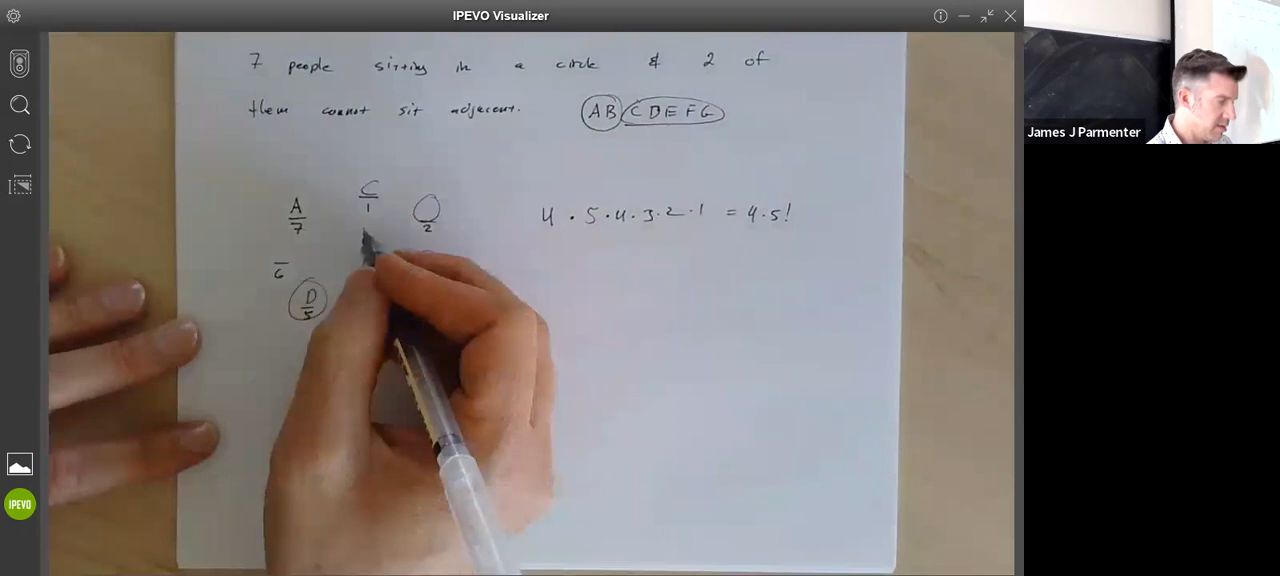 IPEVO Visualizer
7 people sitting in a circle & 2 of
them cannot sit adjacent. AB CDEFG
James J Parmenter
A C
7 1 2
4 · 5 · 4 · 3 · 2 · 1 = 4 · 5!
6
D
5
IPEVO